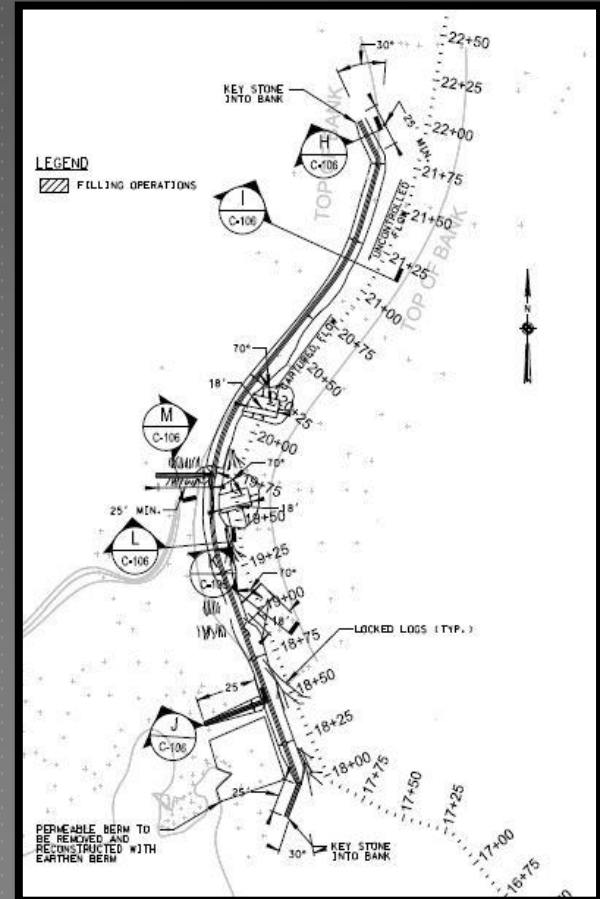 30°
22+50
22+25
KEY STONE
INTO BANK
TOP OF BANK
25' MIN.
22+00
H
C-106
21+75
LEGEND
FILLING OPERATIONS
I
C-106
UNCONTROLLED
FLOW
21+50
21+25
TOP OF BANK
21+00
N
20+75
CAPTURED FLOW
20+50
70°
18'
20+25
M
C-106
20+00
70°
19+75
25' MIN.
18'
19+50
L
C-106
19+25
K
70°
19+00
18'
18+75
LOCKED LOGS (TYP.)
25'
18+50
J
C-106
18+25
18+00
17+75
17+50
17+25
25'
PERMEABLE BERM TO
BE REMOVED AND
RECONSTRUCTED WITH
EARTHEN BERM
30°
KEY STONE
INTO BANK
17+00
16+75